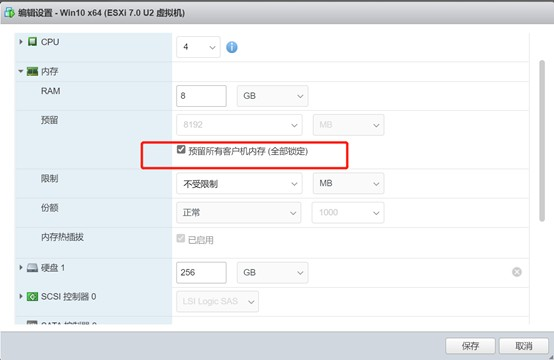 编辑设置 - Win10 x64 (ESXi 7.0 U2 虚拟机)
CPU
4
内存
RAM
8 GB
预留
8192 MB
预留所有客户机内存 (全部锁定)
限制
不受限制 MB
份额
正常 1000
内存热插拔
已启用
硬盘 1
256 GB
SCSI 控制器 0
LSI Logic SAS
SATA 控制器 0
保存 取消